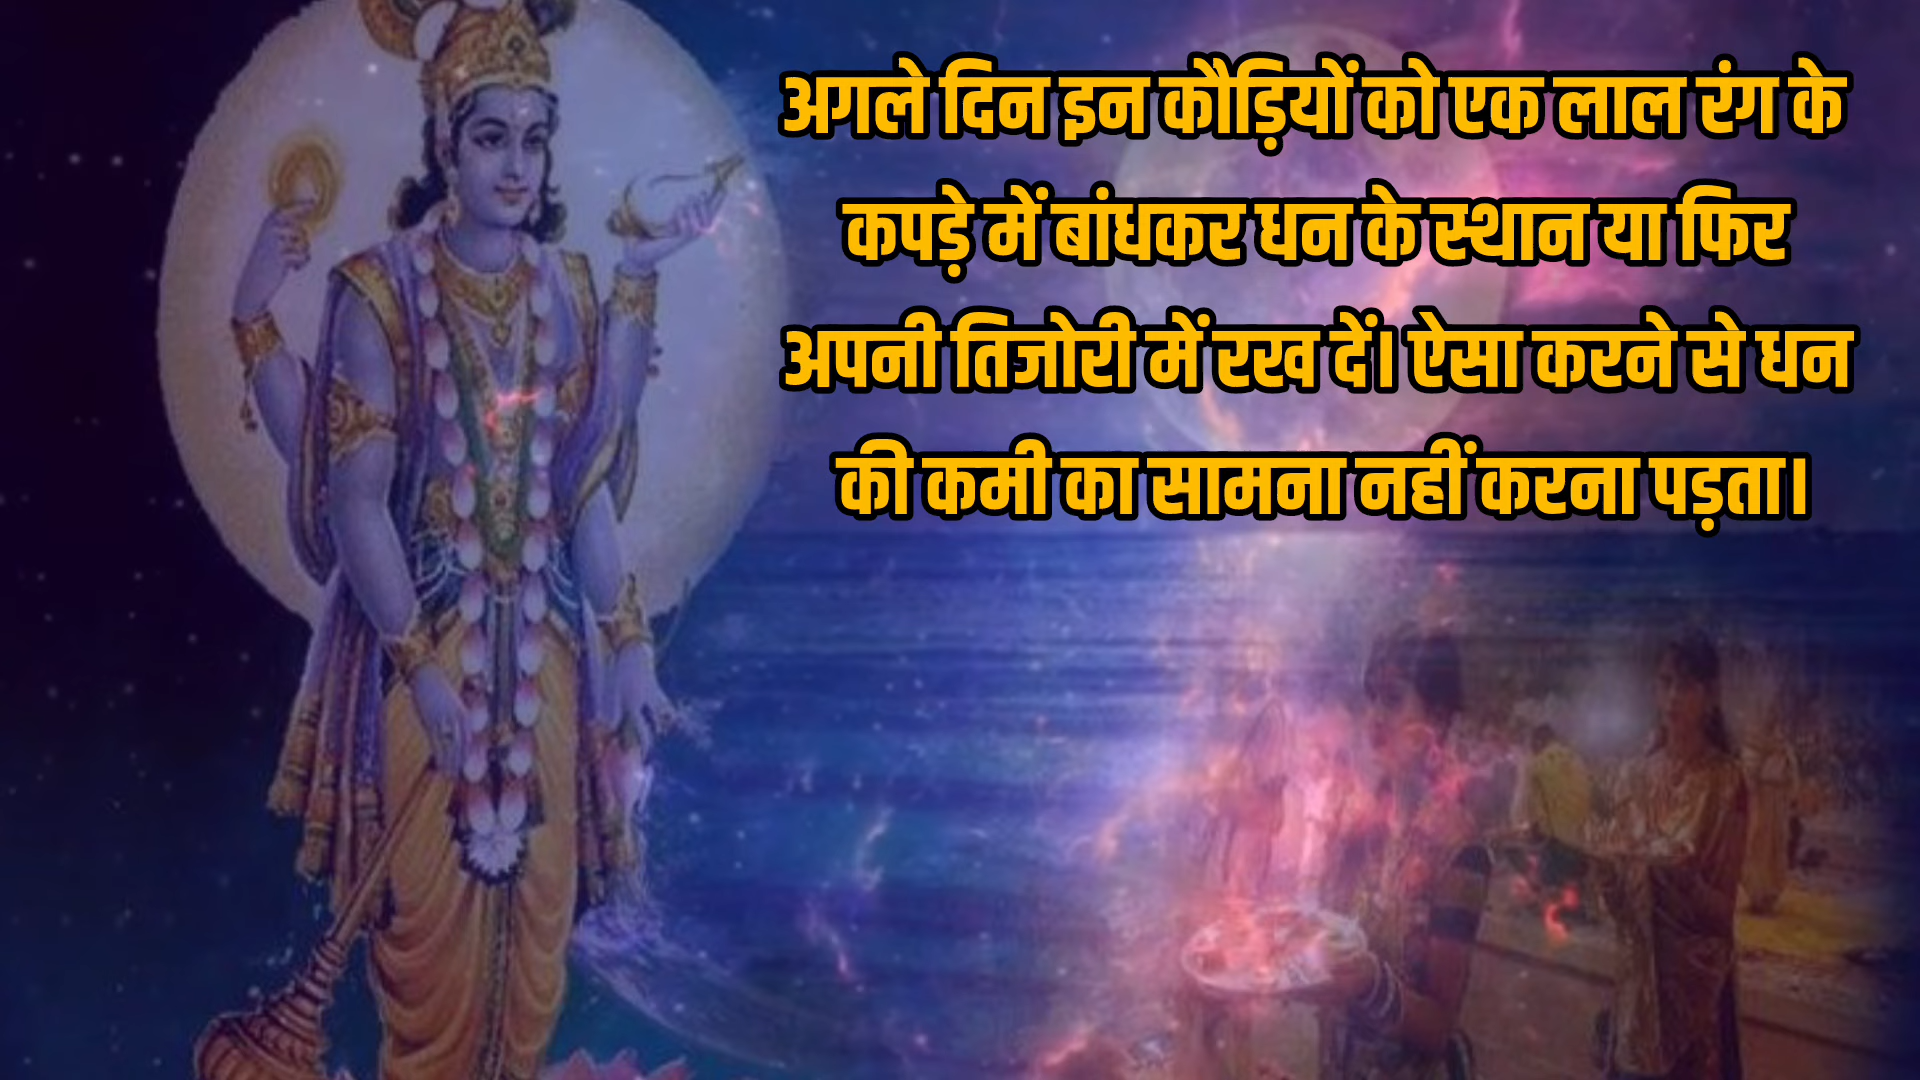 अगले दिन इन कौड़ियों को एक लाल रंग के
कपड़े में बांधकर धन के स्थान या फिर
अपनी तिजोरी में रख दें। ऐसा करने से धन
की कमी का सामना नहीं करना पड़ता।